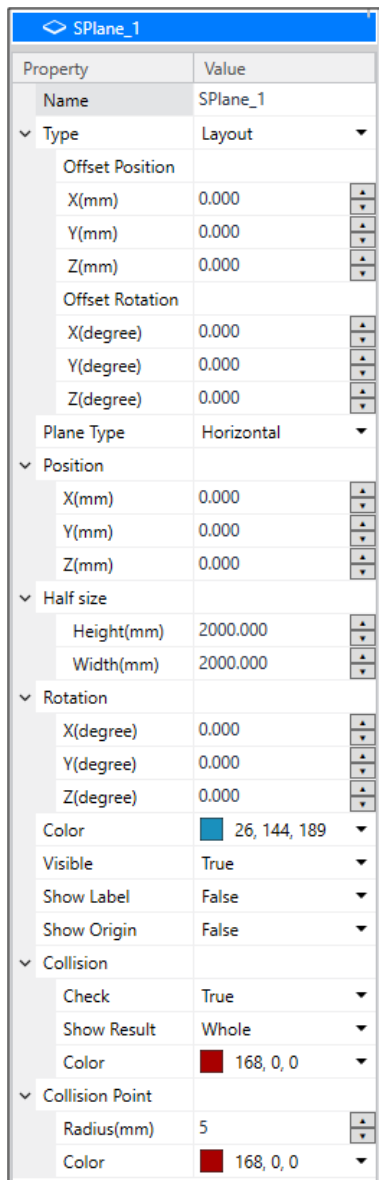 SPlane_1
Property Value
Name SPlane_1
Type Layout
Offset Position
X(mm) 0.000
Y(mm) 0.000
Z(mm) 0.000
Offset Rotation
X(degree) 0.000
Y(degree) 0.000
Z(degree) 0.000
Plane Type Horizontal
Position
X(mm) 0.000
Y(mm) 0.000
Z(mm) 0.000
Half size
Height(mm) 2000.000
Width(mm) 2000.000
Rotation
X(degree) 0.000
Y(degree) 0.000
Z(degree) 0.000
Color 26, 144, 189
Visible True
Show Label False
Show Origin False
Collision
Check True
Show Result Whole
Color 168, 0, 0
Collision Point
Radius(mm) 5
Color 168, 0, 0